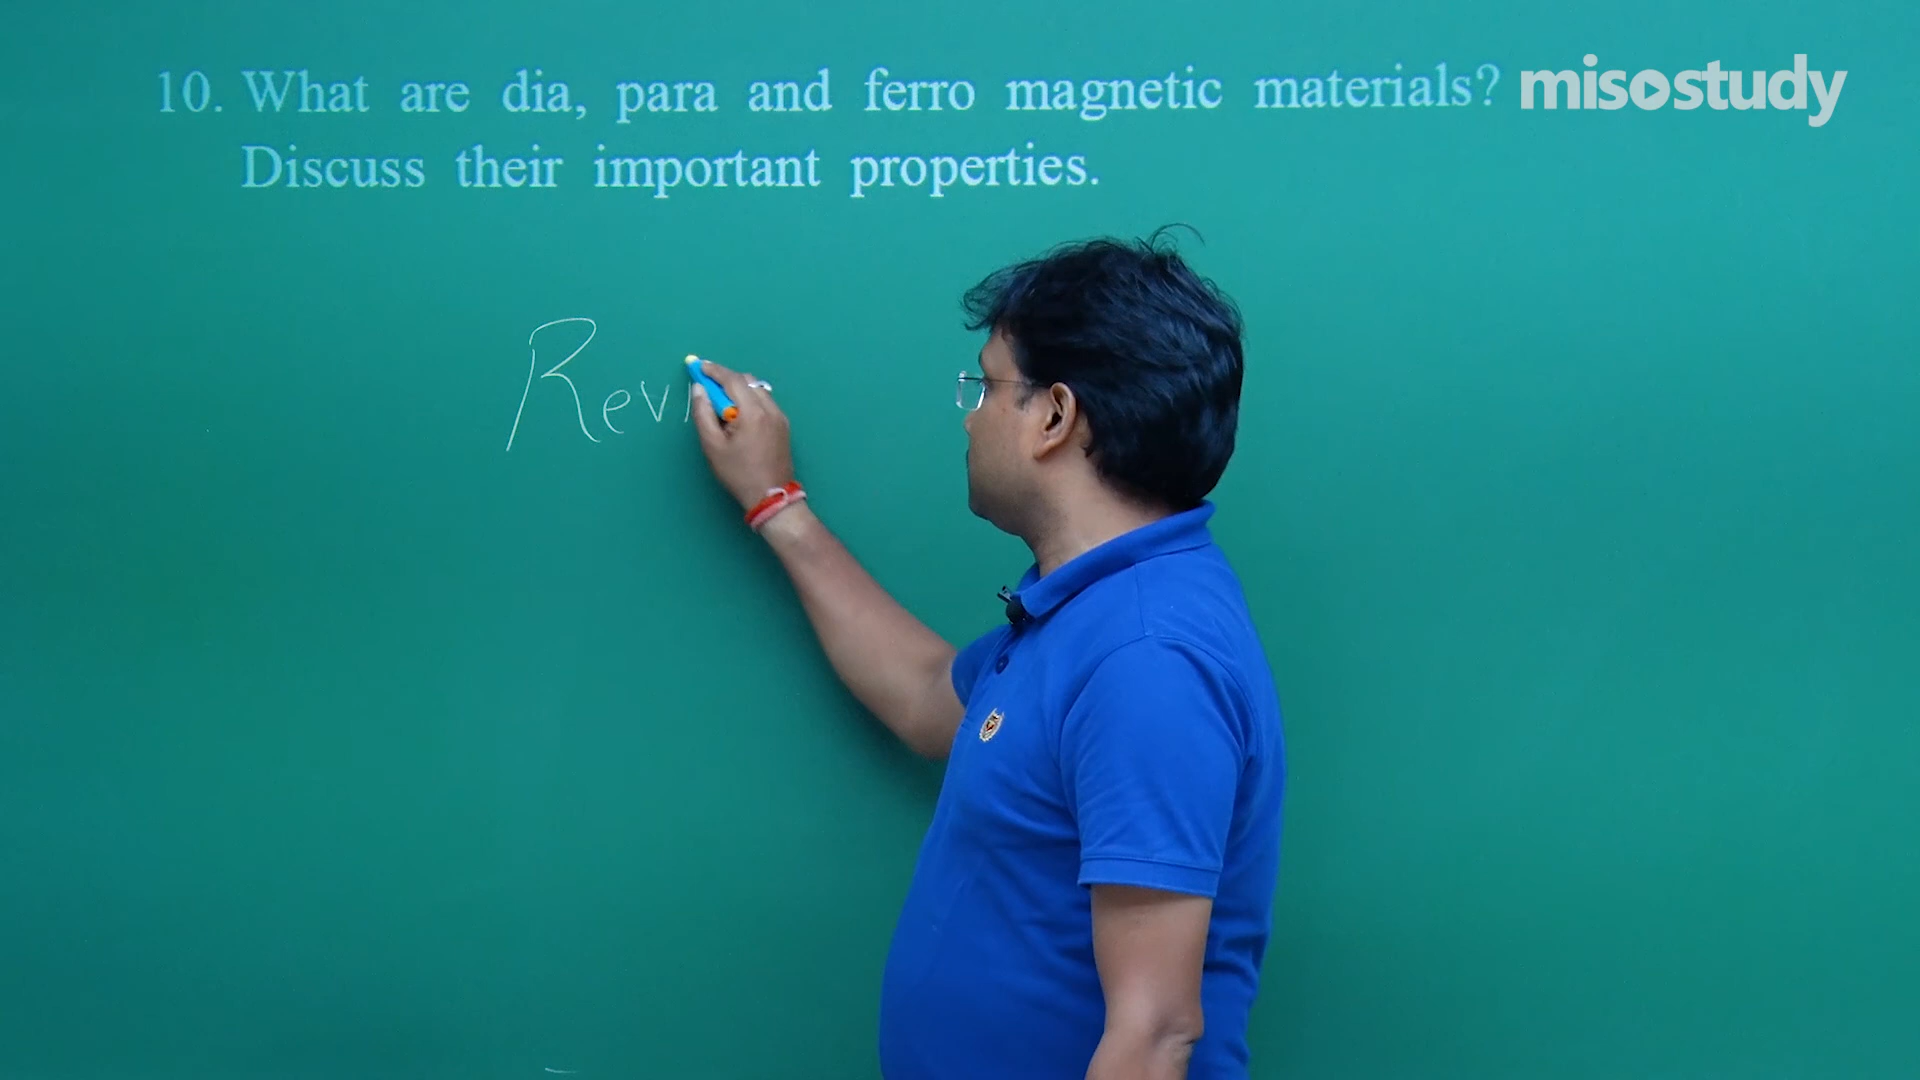 10. What are dia, para and ferro magnetic materials?
misostudy
Discuss their important properties.
Rev